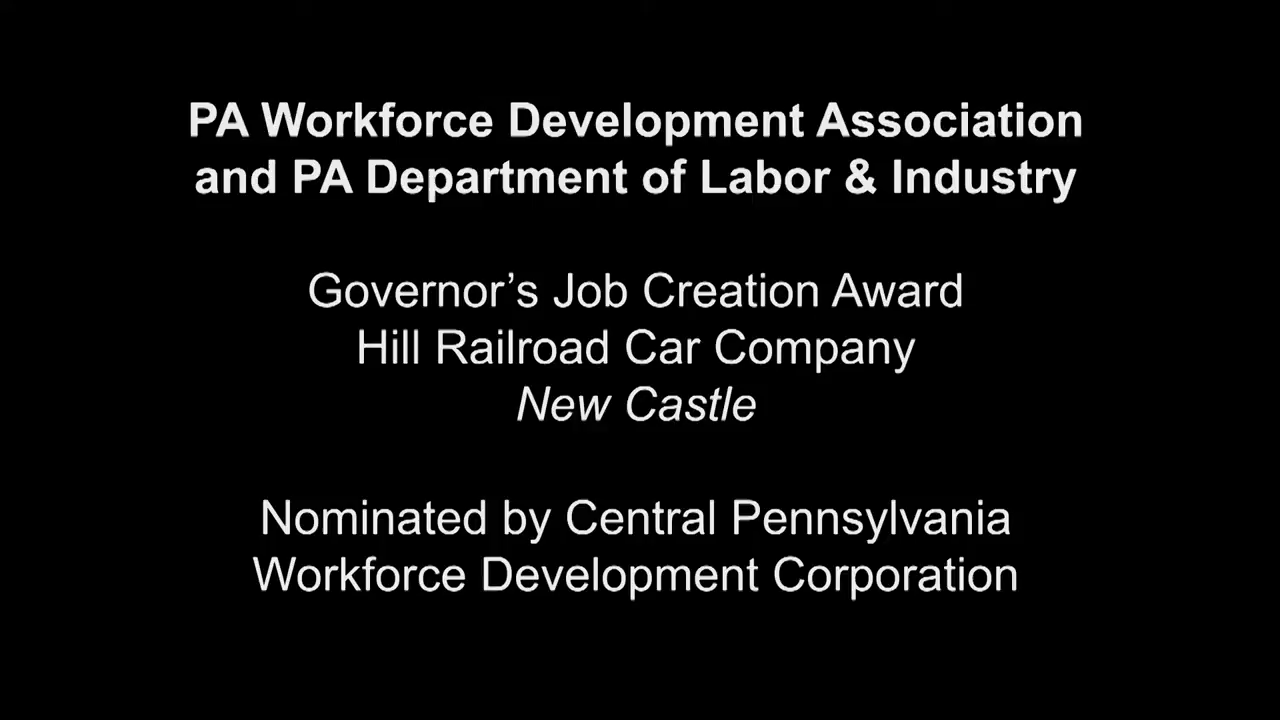 PA Workforce Development Association
and PA Department of Labor & Industry
Governor’s Job Creation Award
Hill Railroad Car Company
New Castle
Nominated by Central Pennsylvania
Workforce Development Corporation